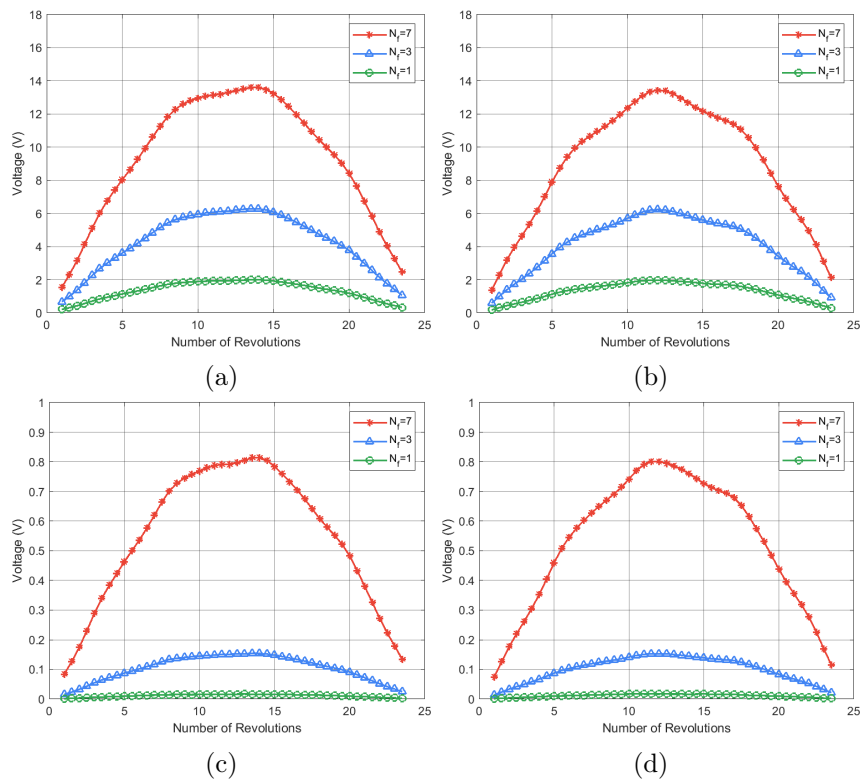 18
16
14
12
10
8
6
4
2
0
Voltage (V)
N_f=7
N_f=3
N_f=1
0 5 10 15 20 25
Number of Revolutions
(a)
18
16
14
12
10
8
6
4
2
0
Voltage (V)
N_f=7
N_f=3
N_f=1
0 5 10 15 20 25
Number of Revolutions
(b)
1
0.9
0.8
0.7
0.6
0.5
0.4
0.3
0.2
0.1
0
Voltage (V)
N_f=7
N_f=3
N_f=1
0 5 10 15 20 25
Number of Revolutions
(c)
1
0.9
0.8
0.7
0.6
0.5
0.4
0.3
0.2
0.1
0
Voltage (V)
N_f=7
N_f=3
N_f=1
0 5 10 15 20 25
Number of Revolutions
(d)